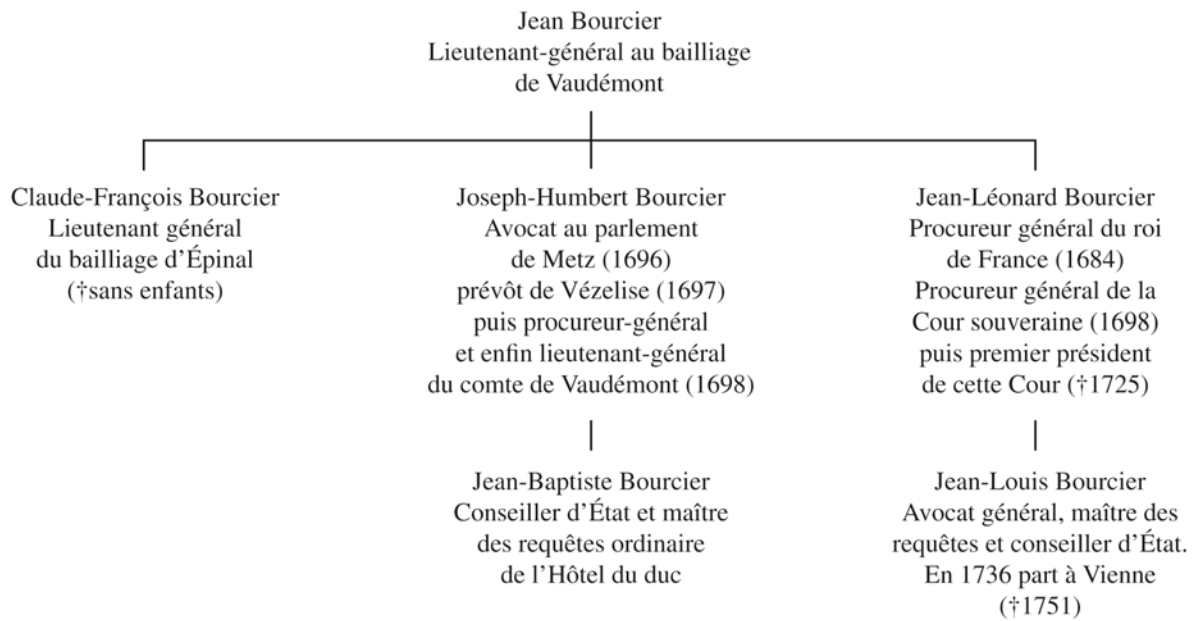 Jean Bourcier
Lieutenant-général au bailliage
de Vaudémont
Claude-François Bourcier
Lieutenant général
du bailliage d'Épinal
(†sans enfants)
Joseph-Humbert Bourcier
Avocat au parlement
de Metz (1696)
prévôt de Vézelise (1697)
puis procureur-général
et enfin lieutenant-général
du comte de Vaudémont (1698)
Jean-Léonard Bourcier
Procureur général du roi
de France (1684)
Procureur général de la
Cour souveraine (1698)
puis premier président
de cette Cour (†1725)
Jean-Baptiste Bourcier
Conseiller d'État et maître
des requêtes ordinaire
de l'Hôtel du duc
Jean-Louis Bourcier
Avocat général, maître des
requêtes et conseiller d'État.
En 1736 part à Vienne
(†1751)